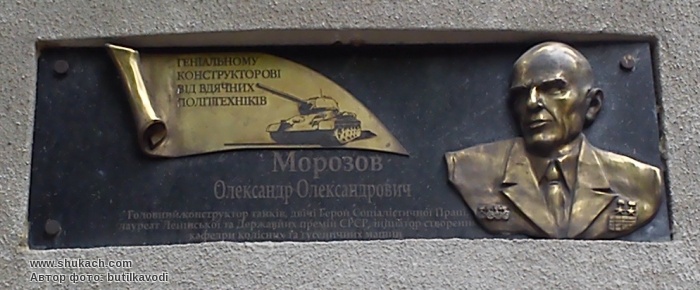 ГЕНІАЛЬНОМУ
КОНСТРУКТОРОВІ
ВІД ВДЯЧНИХ
ПОЛІТЕХНІКІВ
Морозов
Олександр Олександрович
Головний конструктор танків, двічі Герой Соціалістичної Праці,
лауреат Ленінської та Державних премій СРСР, ініціатор створення
кафедри колісних та гусеничних машин
www.shukach.com
Автор фото: butilkavodi